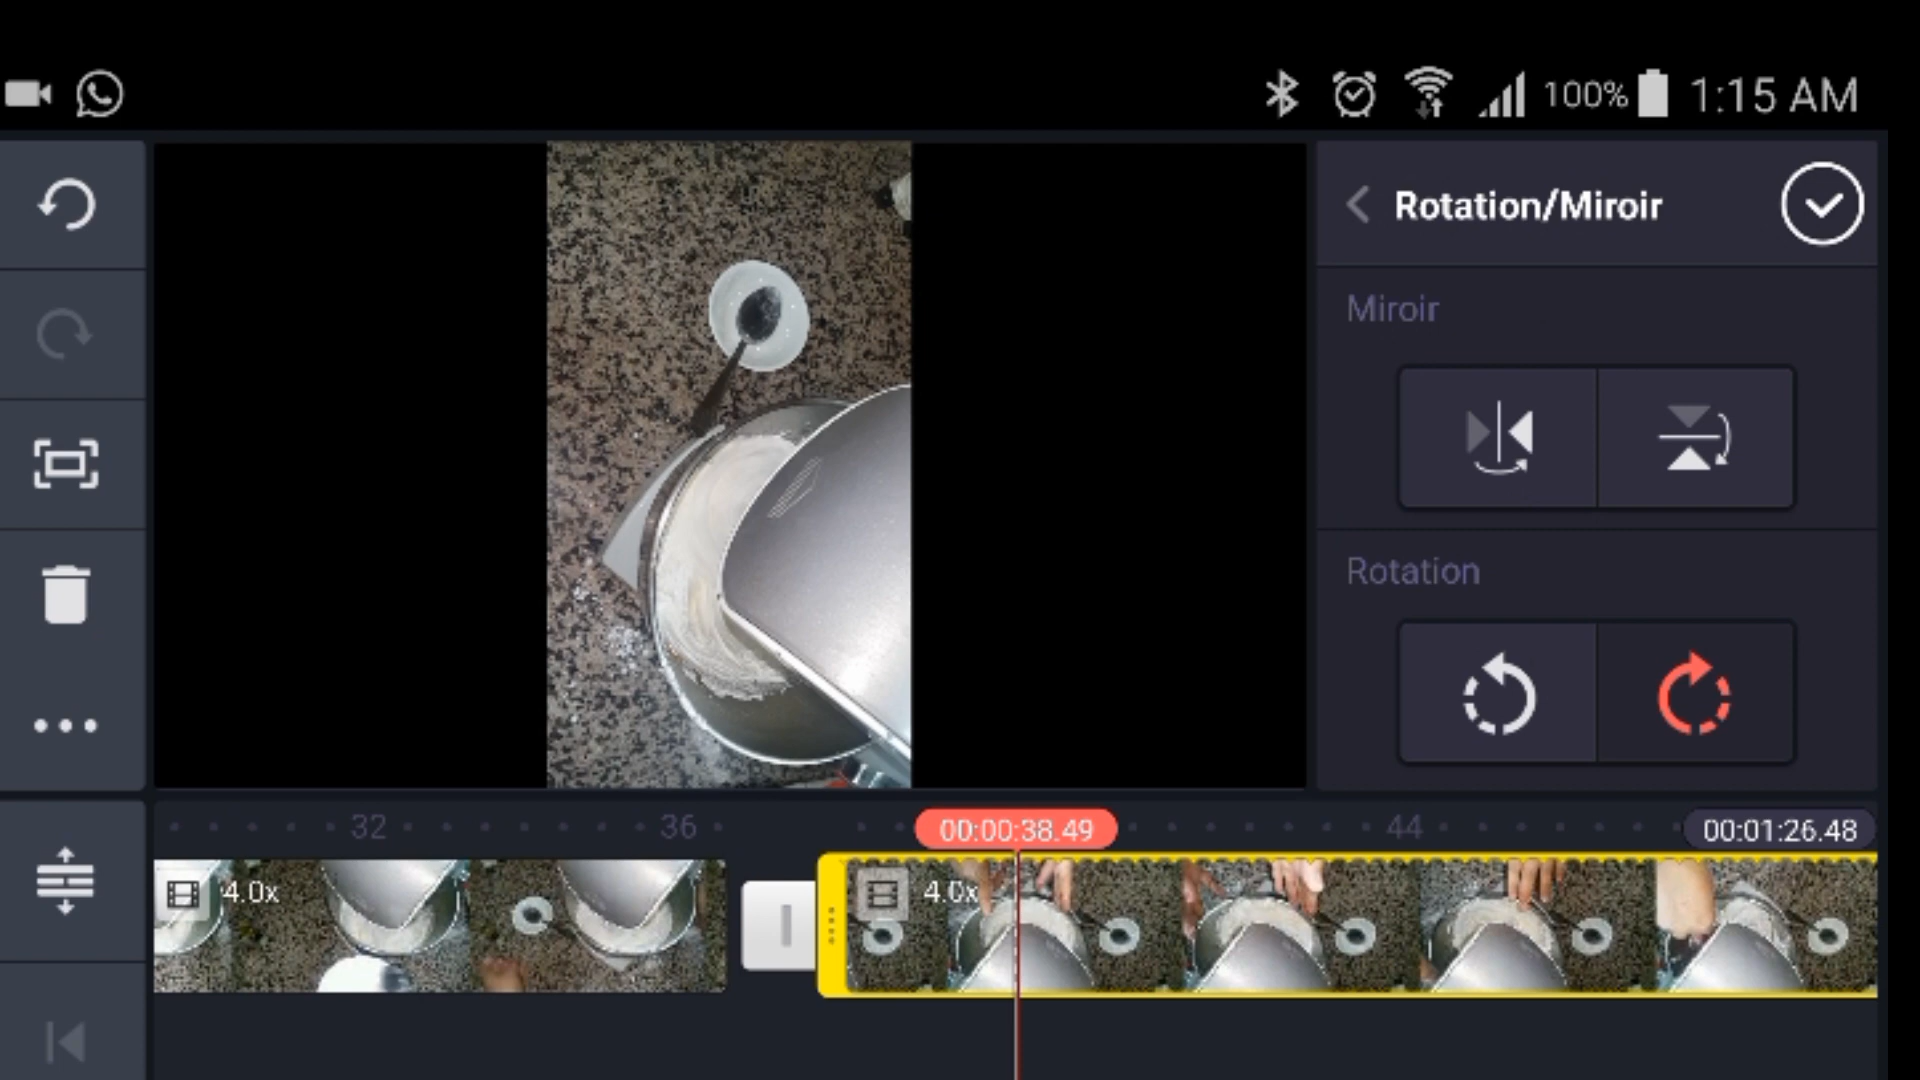 100% 1:15 AM
Rotation/Miroir
Miroir
Rotation
32 36 00:00:38.49 44 00:01:26.48
4.0x 4.0x